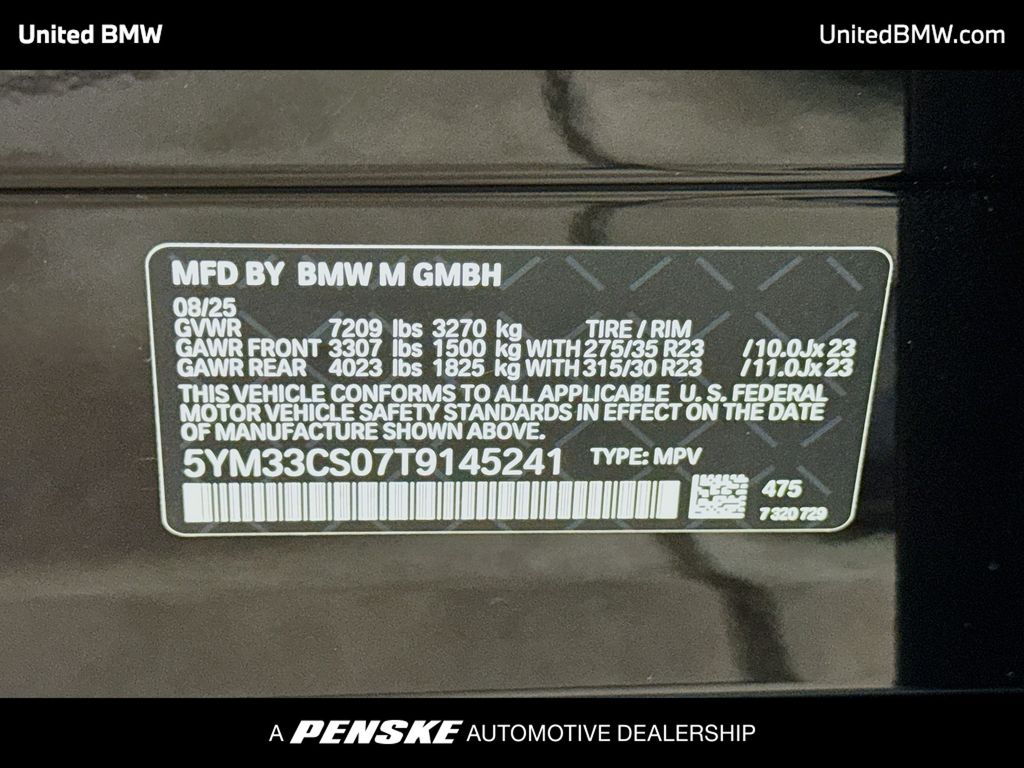 United BMW
UnitedBMW.com
MFD BY BMW M GMBH
08/25
GVWR 7209 lbs 3270 kg TIRE / RIM
GAWR FRONT 3307 lbs 1500 kg WITH 275/35 R23 /10.0Jx23
GAWR REAR 4023 lbs 1825 kg WITH 315/30 R23 /11.0Jx23
THIS VEHICLE CONFORMS TO ALL APPLICABLE U. S. FEDERAL
MOTOR VEHICLE SAFETY STANDARDS IN EFFECT ON THE DATE
OF MANUFACTURE SHOWN ABOVE.
5YM33CS07T9145241 TYPE: MPV
475
7 320 729
A PENSKE AUTOMOTIVE DEALERSHIP